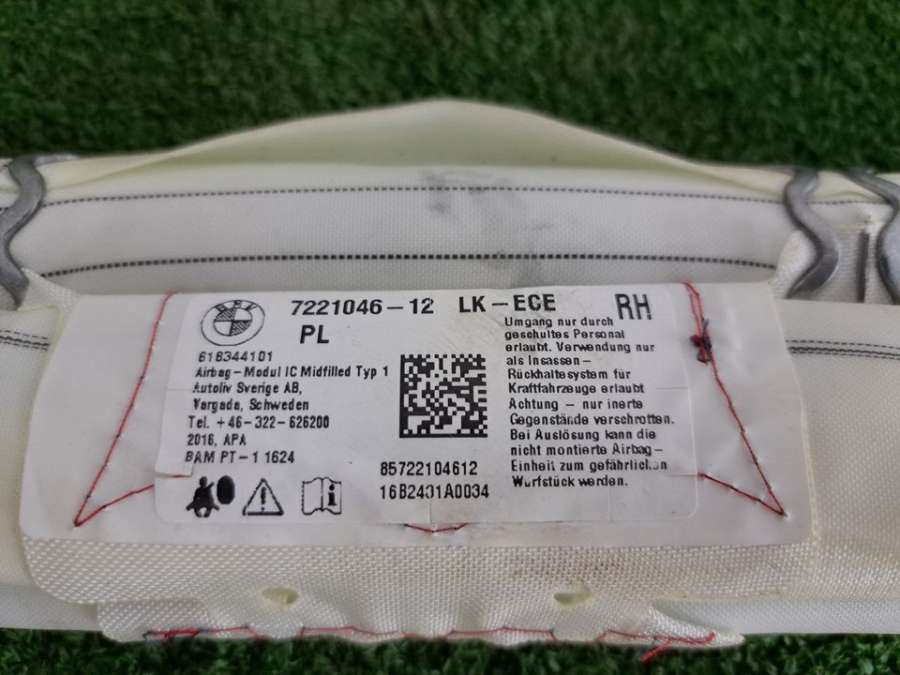 BMW
7221046-12 LK-ECE RH
PL
618344101
Airbag-Modul IC Midfilled Typ 1
Autoliv Sverige AB,
Vargada, Schweden
Tel. +46-322-626200
2016, APA
BAM PT-1 1624
85722104612
16B2431A0034
Umgang nur durch
geschultes Personal
erlaubt. Verwendung nur
als Insassen-
Rückhaltesystem für
Kraftfahrzeuge erlaubt
Achtung - nur inerte
Gegenstände verschrotten.
Bei Auslösung kann die
nicht montierte Airbag-
Einheit zum gefährlichen
Wurfstück werden.